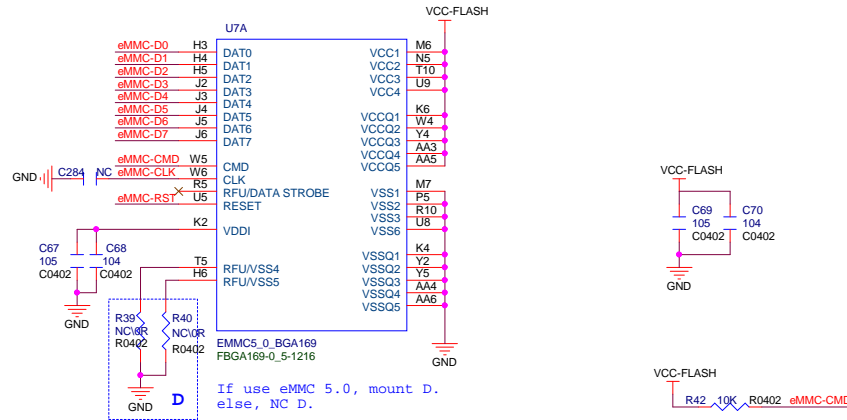 VCC-FLASH
U7A
eMMC-D0 H3 DAT0 VCC1 M6
eMMC-D1 H4 DAT1 VCC2 N5
eMMC-D2 H5 DAT2 VCC3 T10
eMMC-D3 J2 DAT3 VCC4 U9
eMMC-D4 J3 DAT4
eMMC-D5 J4 DAT5 VCCQ1 K6
eMMC-D6 J5 DAT6 VCCQ2 W4
eMMC-D7 J6 DAT7 VCCQ3 Y4
VCCQ4 AA3
VCCQ5 AA5
eMMC-CMD W5 CMD
GND C284 NC eMMC-CLK W6 CLK
R5 RFU/DATA STROBE VSS1 M7
eMMC-RST U5 RESET VSS2 P5
VSS3 R10
K2 VDDI VSS6 U8
VCC-FLASH
C69 C70
105 104
C0402 C0402
GND
C67 C68
105 104
C0402 C0402
GND
VSSQ1 K4
T5 RFU/VSS4 VSSQ2 Y2
H6 RFU/VSS5 VSSQ3 Y5
VSSQ4 AA4
VSSQ5 AA6
R39 R40
NC\0R NC\0R
R0402 R0402
GND D
EMMC5_0_BGA169
FBGA169-0_5-1216
GND
If use eMMC 5.0, mount D.
else, NC D.
VCC-FLASH
R42 10K R0402 eMMC-CMD